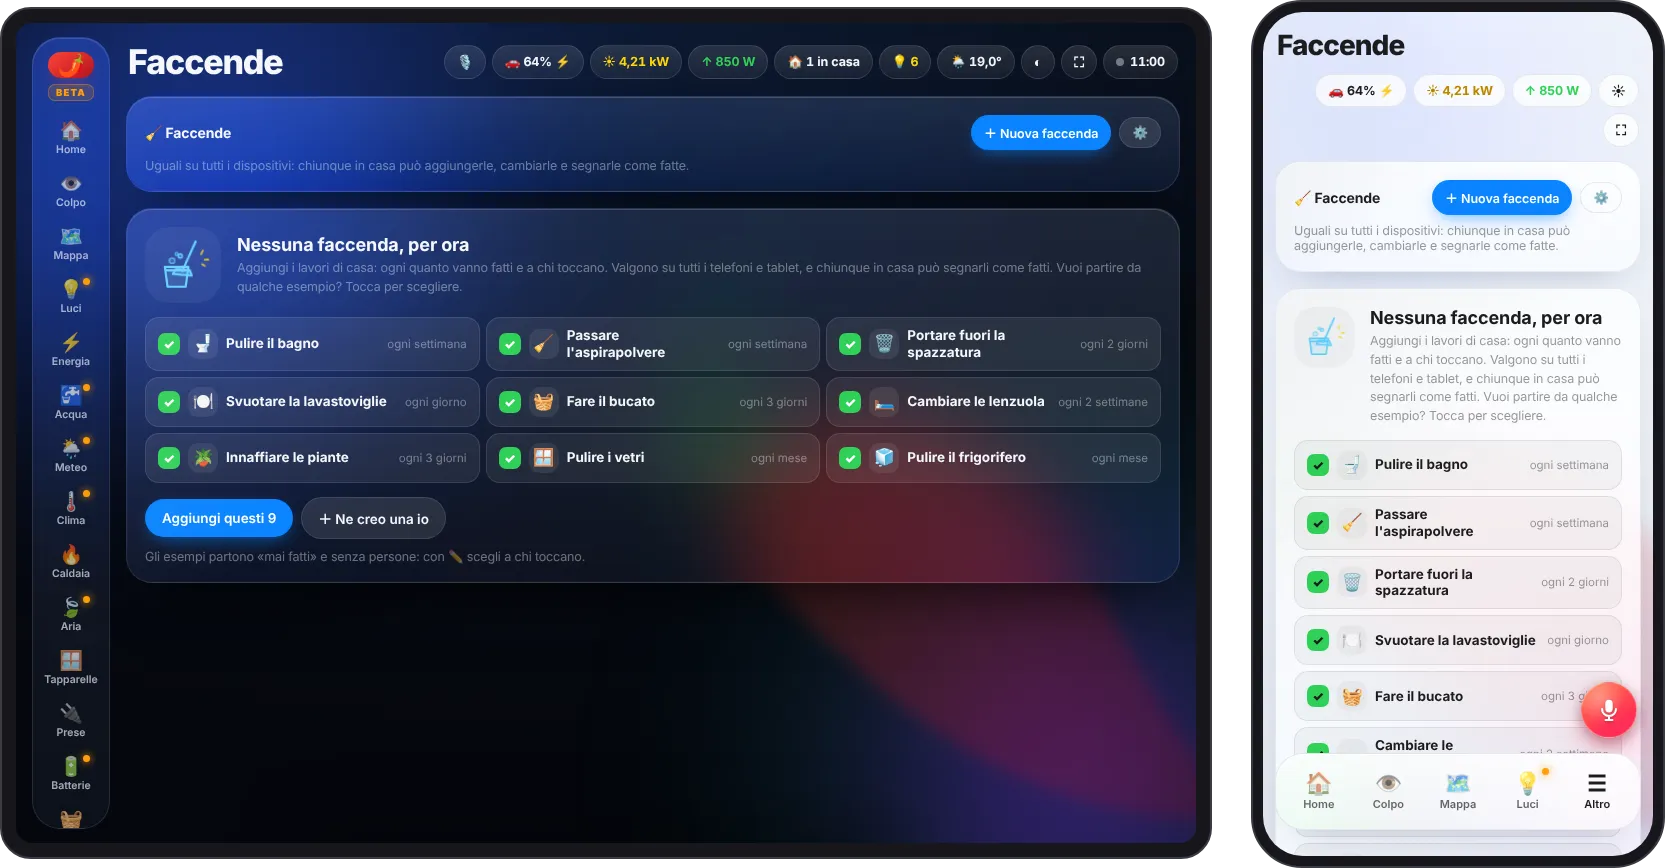 BETA
Home
Colpo
Mappa
Luci
Energia
Acqua
Meteo
Clima
Caldaia
Aria
Tapparelle
Prese
Batterie
Faccende
64%
4,21 kW
↑ 850 W
1 in casa
6
19,0°
11:00
Faccende
+ Nuova faccenda
Uguali su tutti i dispositivi: chiunque in casa può aggiungerle, cambiarle e segnarle come fatte.
Nessuna faccenda, per ora
Aggiungi i lavori di casa: ogni quanto vanno fatti e a chi toccano. Valgono su tutti i telefoni e tablet, e chiunque in casa può segnarli come fatti. Vuoi partire da
qualche esempio? Tocca per scegliere.
Pulire il bagno ogni settimana
Passare
l'aspirapolvere ogni settimana
Portare fuori la
spazzatura ogni 2 giorni
Svuotare la lavastoviglie ogni giorno
Fare il bucato ogni 3 giorni
Cambiare le lenzuola ogni 2 settimane
Innaffiare le piante ogni 3 giorni
Pulire i vetri ogni mese
Pulire il frigorifero ogni mese
Aggiungi questi 9
+ Ne creo una io
Gli esempi partono «mai fatti» e senza persone: con ✏️ scegli a chi toccano.
Faccende
64%
4,21 kW
↑ 850 W
Faccende
+ Nuova faccenda
Uguali su tutti i dispositivi: chiunque in casa può
aggiungerle, cambiarle e segnarle come fatte.
Nessuna faccenda, per ora
Aggiungi i lavori di casa: ogni quanto vanno
fatti e a chi toccano. Valgono su tutti i
telefoni e tablet, e chiunque in casa può
segnarli come fatti. Vuoi partire da qualche
esempio? Tocca per scegliere.
Pulire il bagno ogni settimana
Passare
l'aspirapolvere ogni settimana
Portare fuori la
spazzatura ogni 2 giorni
Svuotare la lavastoviglie ogni giorno
Fare il bucato ogni 3
Cambiare le
Home
Colpo
Mappa
Luci
Altro